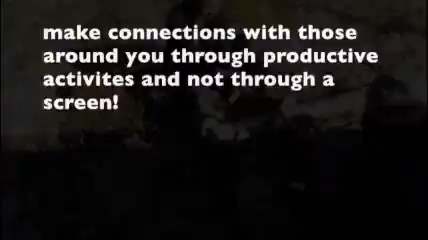 make connections with those
around you through productive
activites and not through a
screen!